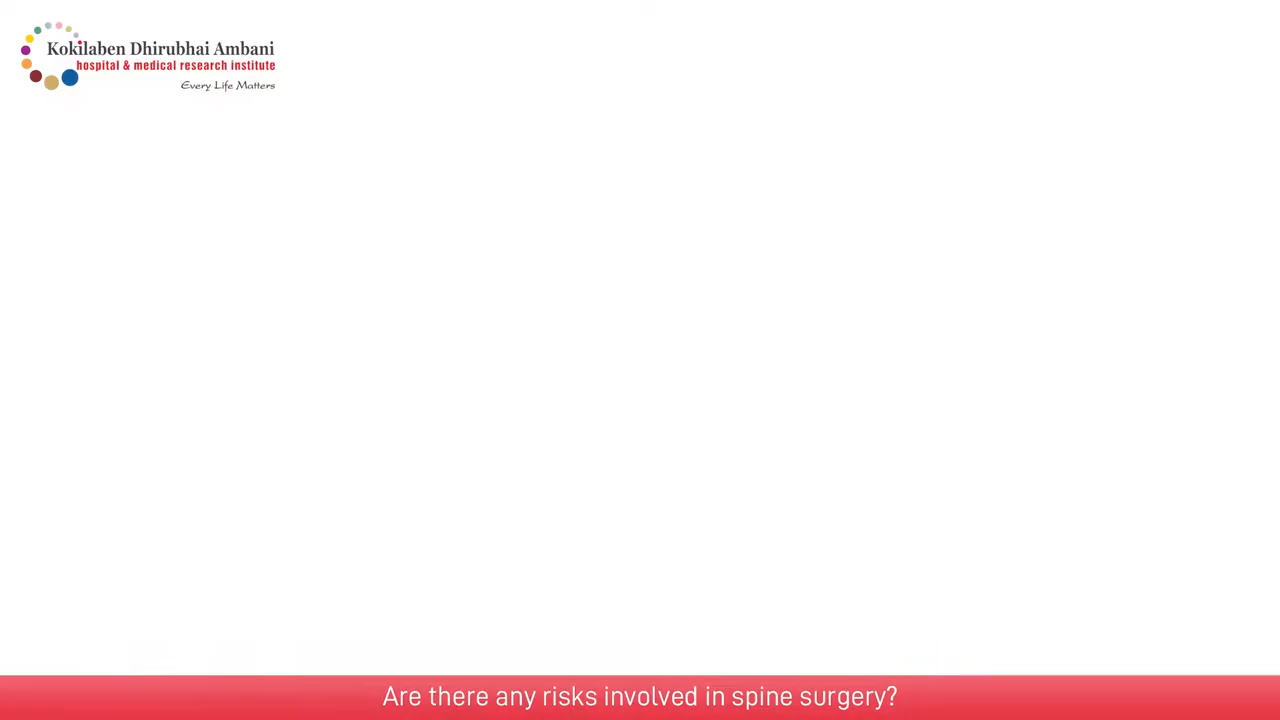 Kokilaben Dhirubhai Ambani
hospital & medical research institute
Every Life Matters
Are there any risks involved in spine surgery?